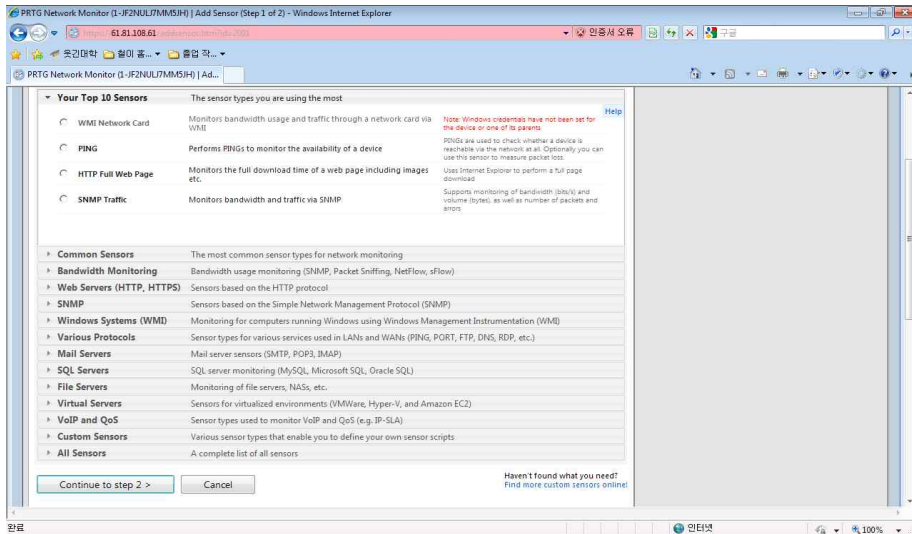 PRTG Network Monitor (1-JF2NULJ7MM5JH) | Add Sensor (Step 1 of 2) - Windows Internet Explorer
61.81.108.61
인증서 오류
구글
웃긴대학
철이 홈...
졸업 작...
PRTG Network Monitor (1-JF2NULJ7MM5JH) | Ad...
Your Top 10 Sensors The sensor types you are using the most
Help
WMI Network Card Monitors bandwidth usage and traffic through a network card via WMI Note: Windows credentials have not been set for the device or one of its parents
PING Performs PINGs to monitor the availability of a device PINGs are used to check whether a device is reachable via the network at all. Optionally you can use this sensor to measure packet loss.
HTTP Full Web Page Monitors the full download time of a web page including images etc. Uses Internet Explorer to perform a full page download
SNMP Traffic Monitors bandwidth and traffic via SNMP Supports monitoring of bandwidth (bits/s) and volume (bytes), as well as number of packets and errors
Common Sensors The most common sensor types for network monitoring
Bandwidth Monitoring Bandwidth usage monitoring (SNMP, Packet Sniffing, NetFlow, sFlow)
Web Servers (HTTP, HTTPS) Sensors based on the HTTP protocol
SNMP Sensors based on the Simple Network Management Protocol (SNMP)
Windows Systems (WMI) Monitoring for computers running Windows using Windows Management Instrumentation (WMI)
Various Protocols Sensor types for various services used in LANs and WANs (PING, PORT, FTP, DNS, RDP, etc.)
Mail Servers Mail server sensors (SMTP, POP3, IMAP)
SQL Servers SQL server monitoring (MySQL, Microsoft SQL, Oracle SQL)
File Servers Monitoring of file servers, NASs, etc.
Virtual Servers Sensors for virtualized environments (VMWare, Hyper-V, and Amazon EC2)
VoIP and QoS Sensor types used to monitor VoIP and QoS (e.g. IP-SLA)
Custom Sensors Various sensor types that enable you to define your own sensor scripts
All Sensors A complete list of all sensors
Continue to step 2 >
Cancel
Haven't found what you need?
Find more custom sensors online!
완료
인터넷
100%